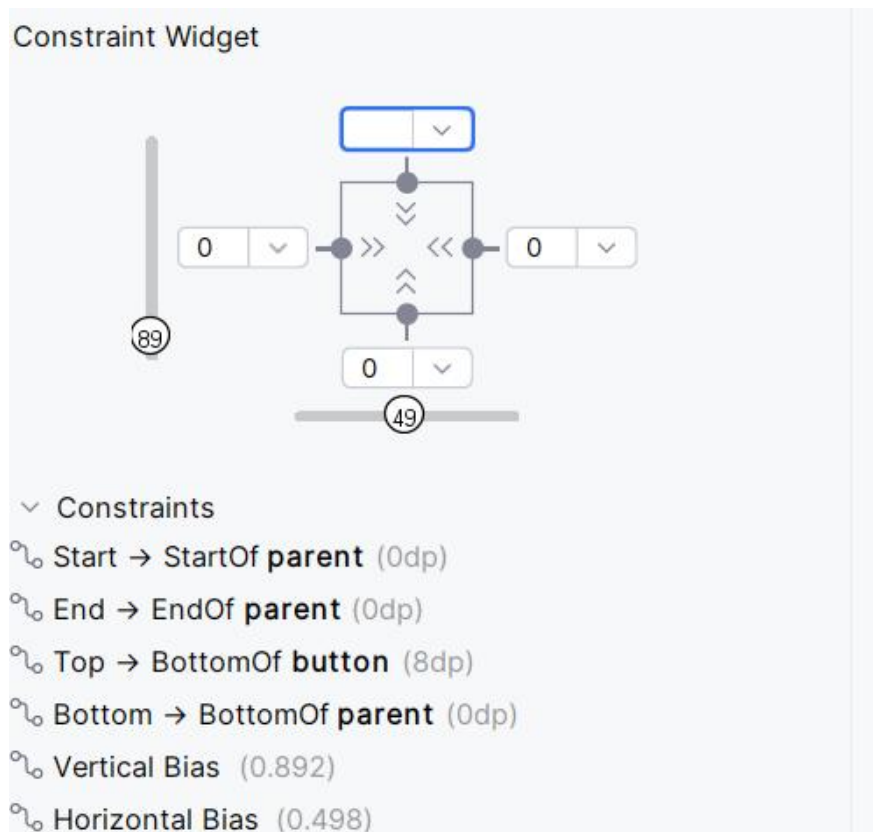 Constraint Widget
0
0
89
0
49
Constraints
Start → StartOf parent (0dp)
End → EndOf parent (0dp)
Top → BottomOf button (8dp)
Bottom → BottomOf parent (0dp)
Vertical Bias (0.892)
Horizontal Bias (0.498)